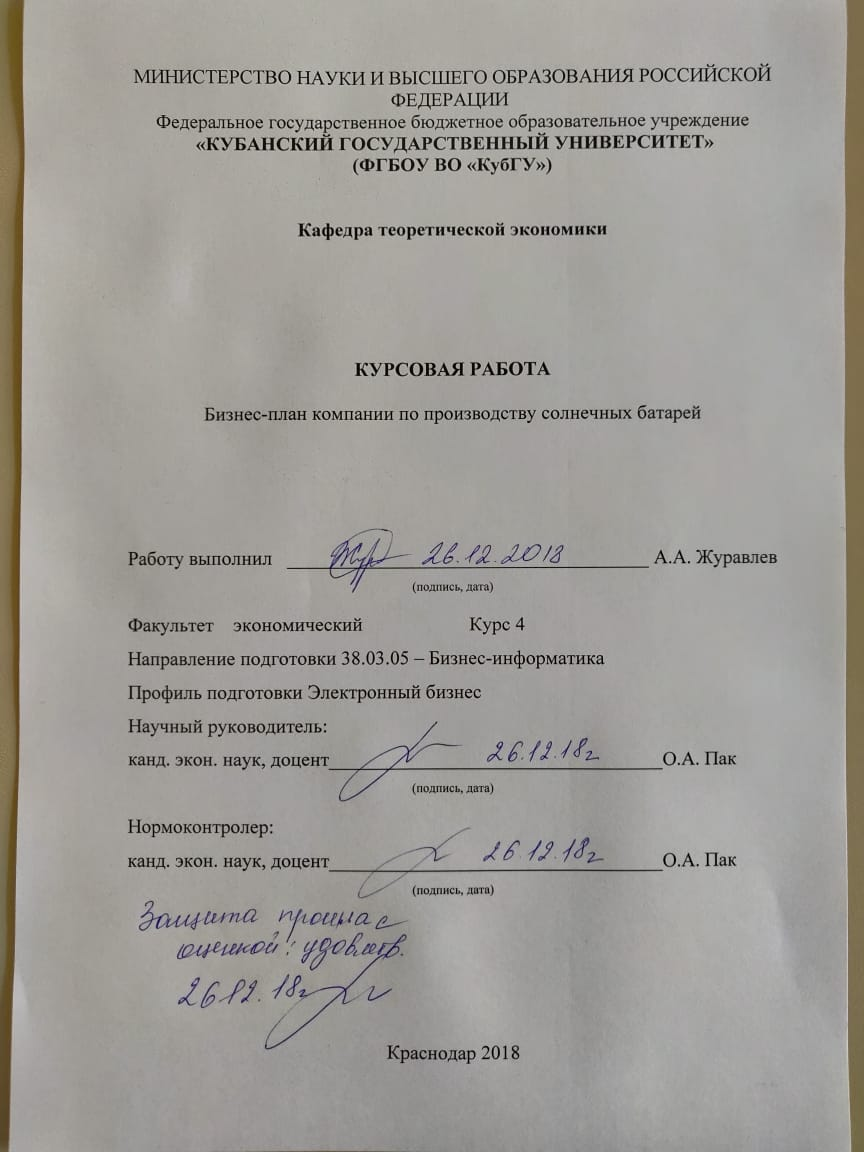 МИНИСТЕРСТВО НАУКИ И ВЫСШЕГО ОБРАЗОВАНИЯ РОССИЙСКОЙ
ФЕДЕРАЦИИ
Федеральное государственное бюджетное образовательное учреждение
«КУБАНСКИЙ ГОСУДАРСТВЕННЫЙ УНИВЕРСИТЕТ»
(ФГБОУ ВО «КубГУ»)
Кафедра теоретической экономики
КУРСОВАЯ РАБОТА
Бизнес-план компании по производству солнечных батарей
Работу выполнил 26.12.2018 А.А. Журавлев
(подпись, дата)
Факультет экономический Курс 4
Направление подготовки 38.03.05 – Бизнес-информатика
Профиль подготовки Электронный бизнес
Научный руководитель:
канд. экон. наук, доцент 26.12.18г О.А. Пак
(подпись, дата)
Нормоконтролер:
канд. экон. наук, доцент 26.12.18г О.А. Пак
(подпись, дата)
Защита прошла с
оценкой: удовлетв.
26 12. 18г
Краснодар 2018